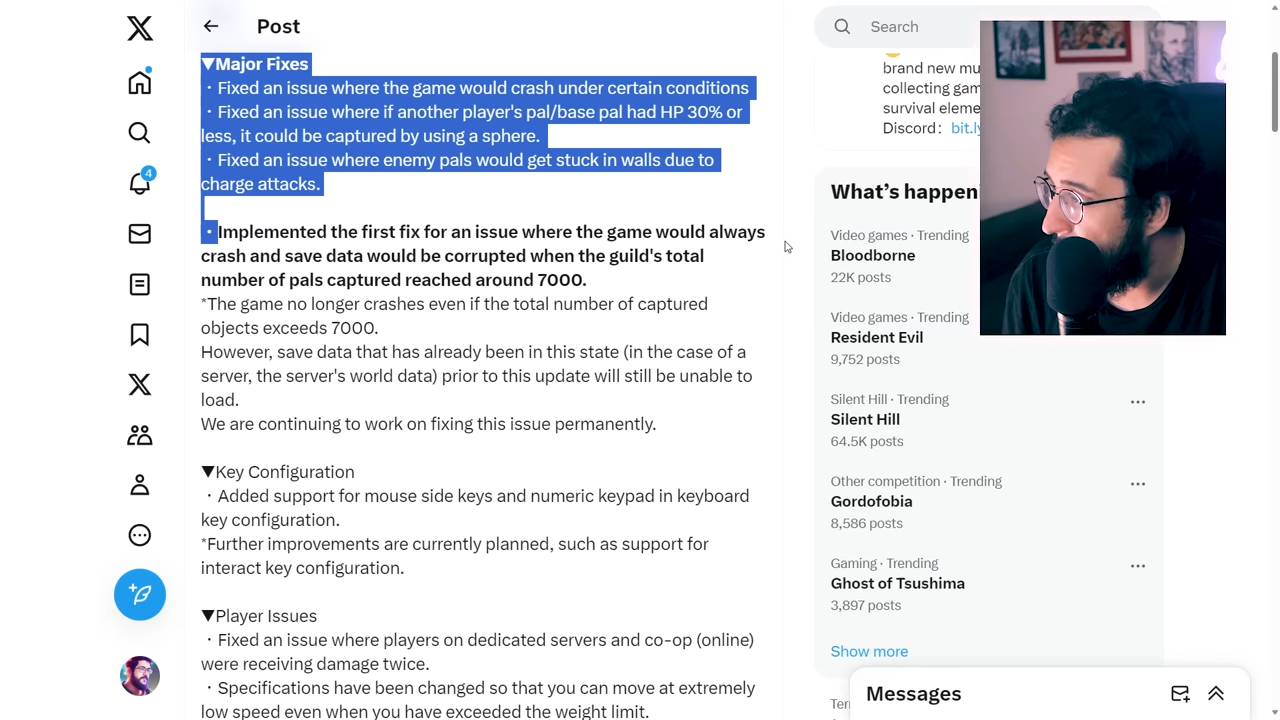 Post
▼Major Fixes
・Fixed an issue where the game would crash under certain conditions
・Fixed an issue where if another player's pal/base pal had HP 30% or
less, it could be captured by using a sphere.
・Fixed an issue where enemy pals would get stuck in walls due to
charge attacks.
・Implemented the first fix for an issue where the game would always
crash and save data would be corrupted when the guild's total
number of pals captured reached around 7000.
*The game no longer crashes even if the total number of captured
objects exceeds 7000.
However, save data that has already been in this state (in the case of a
server, the server's world data) prior to this update will still be unable to
load.
We are continuing to work on fixing this issue permanently.
▼Key Configuration
・Added support for mouse side keys and numeric keypad in keyboard
key configuration.
*Further improvements are currently planned, such as support for
interact key configuration.
▼Player Issues
・Fixed an issue where players on dedicated servers and co-op (online)
were receiving damage twice.
・Specifications have been changed so that you can move at extremely
low speed even when you have exceeded the weight limit.
4
Search
brand new mu
collecting gam
survival eleme
Discord： bit.ly
What's happeni
Video games · Trending
Bloodborne
22K posts
Video games · Trending
Resident Evil
9,752 posts
Silent Hill · Trending
Silent Hill
64.5K posts
Other competition · Trending
Gordofobia
8,586 posts
Gaming · Trending
Ghost of Tsushima
3,897 posts
Show more
Messages